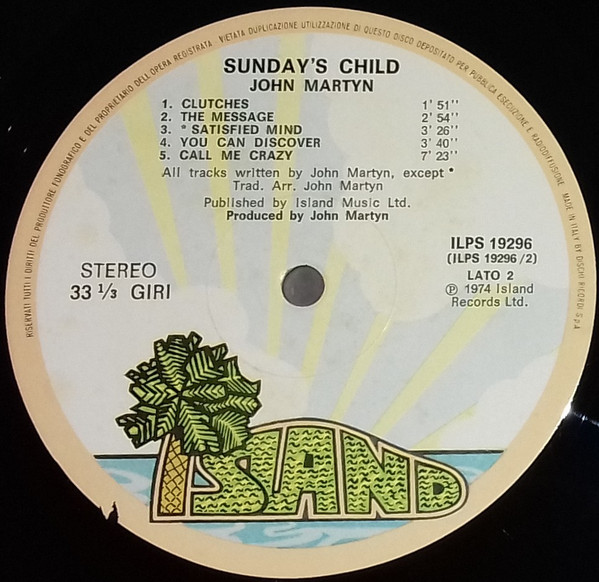 RISERVATI TUTTI I DIRITTI DEL PRODUTTORE FONOGRAFICO E DEL PROPRIETARIO DELL'OPERA REGISTRATA VIETATA DUPLICAZIONE UTILIZZAZIONE DI QUESTO DISCO DEPOSITATO PER PUBBLICA ESECUZIONE E RADIODIFFUSIONE. MADE IN ITALY BY DISCHI RICORDI S.p.A.
SUNDAY'S CHILD
JOHN MARTYN
1. CLUTCHES 1' 51''
2. THE MESSAGE 2' 54''
3. * SATISFIED MIND 3' 26''
4. YOU CAN DISCOVER 3' 40''
5. CALL ME CRAZY 7' 23''
All tracks written by John Martyn, except *
Trad. Arr. John Martyn
Published by Island Music Ltd.
Produced by John Martyn
STEREO
33 1/3 GIRI
ILPS 19296
(ILPS 19296/2)
LATO 2
℗ 1974 Island
Records Ltd.
ISLAND